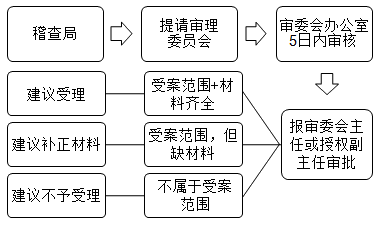 稽查局
提请审理
委员会
审委会办公室
5日内审核
建议受理
受案范围+材
料齐全
建议补正材料
受案范围，但
缺材料
报审委会主
任或授权副
主任审批
建议不予受理
不属于受案
范围